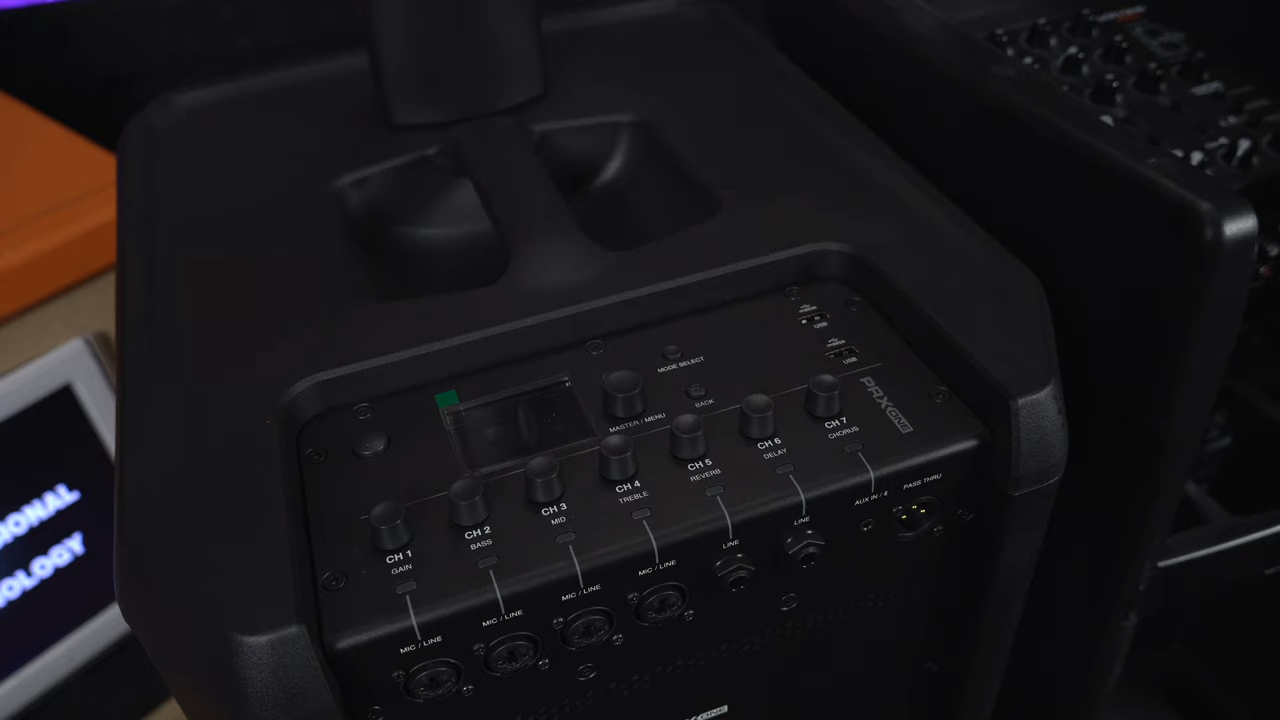 USB
USB
MODE SELECT
BACK
MASTER / MENU
PRX ONE
CH 1
GAIN
CH 2
BASS
CH 3
MID
CH 4
TREBLE
CH 5
REVERB
CH 6
DELAY
CH 7
CHORUS
MIC / LINE
MIC / LINE
MIC / LINE
MIC / LINE
LINE
LINE
AUX IN /
PASS THRU
PRX ONE